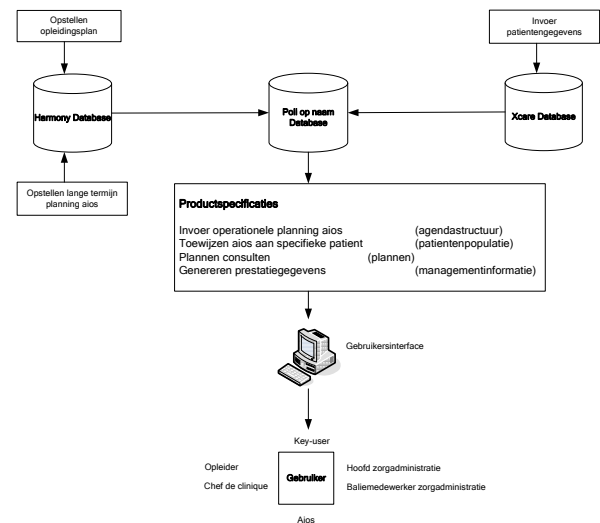 Opstellen
opleidingsplan
Invoer
patientengegevens
Harmony Database
Poli op naam
Database
Xcare Database
Opstellen lange termijn
planning aios
Productspecificaties
Invoer operationele planning aios (agendastructuur)
Toewijzen aios aan specifieke patient (patientenpopulatie)
Plannen consulten (plannen)
Genereren prestatiegegevens (managementinformatie)
Gebruikersinterface
Key-user
Opleider
Hoofd zorgadministratie
Gebruiker
Chef de clinique
Baliemedewerker zorgadministratie
Aios